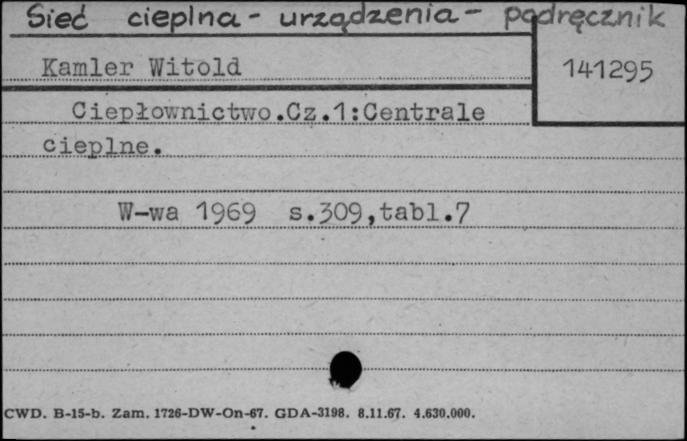 Sieć cieplna - urządzenia - podręcznik
Kamler Witold
141295
Ciepłownictwo.Cz.1:Centrale
cieplne.
W-wa 1969 s.309,tabl.7
CWD. B-15-b. Zam. 1726-DW-On-67. GDA-3198. 8.11.67. 4.630.000.